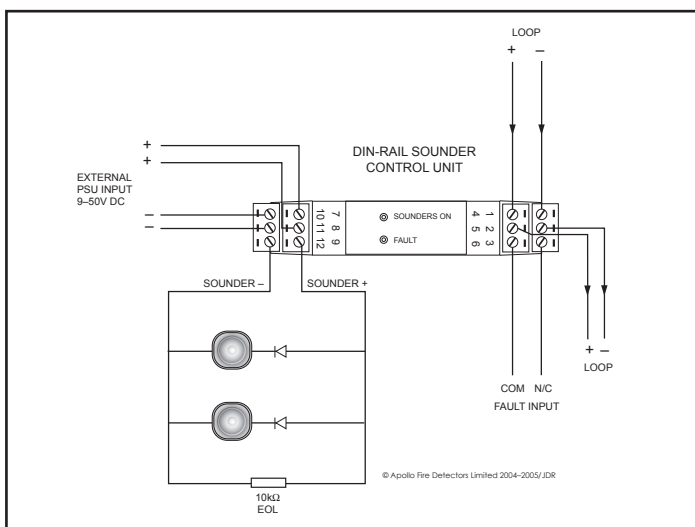 LOOP
+ –
DIN-RAIL SOUNDER
CONTROL UNIT
+
+
EXTERNAL
PSU INPUT
9–50V DC
–
–
10 11 12
7 8 9
SOUNDERS ON
FAULT
4 5 6
1 2 3
SOUNDER –
SOUNDER +
+ –
LOOP
COM N/C
FAULT INPUT
10kΩ
EOL
© Apollo Fire Detectors Limited 2004–2005/JDR